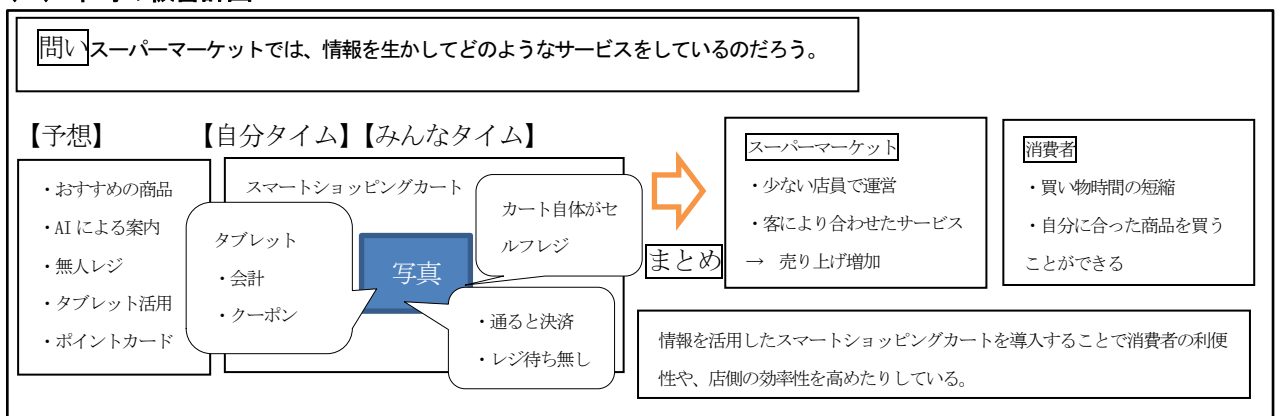 問い スーパーマーケットでは、情報を生かしてどのようなサービスをしているのだろう。
【予想】
・おすすめの商品
・AI による案内
・無人レジ
・タブレット活用
・ポイントカード
【自分タイム】【みんなタイム】
スマートショッピングカート
タブレット
・会計
・クーポン
写真
カート自体がセ
ルフレジ
・通ると決済
・レジ待ち無し
まとめ
スーパーマーケット
・少ない店員で運営
・客により合わせたサービス
→ 売り上げ増加
消費者
・買い物時間の短縮
・自分に合った商品を買う
ことができる
情報を活用したスマートショッピングカートを導入することで消費者の利便
性や、店側の効率性を高めたりしている。